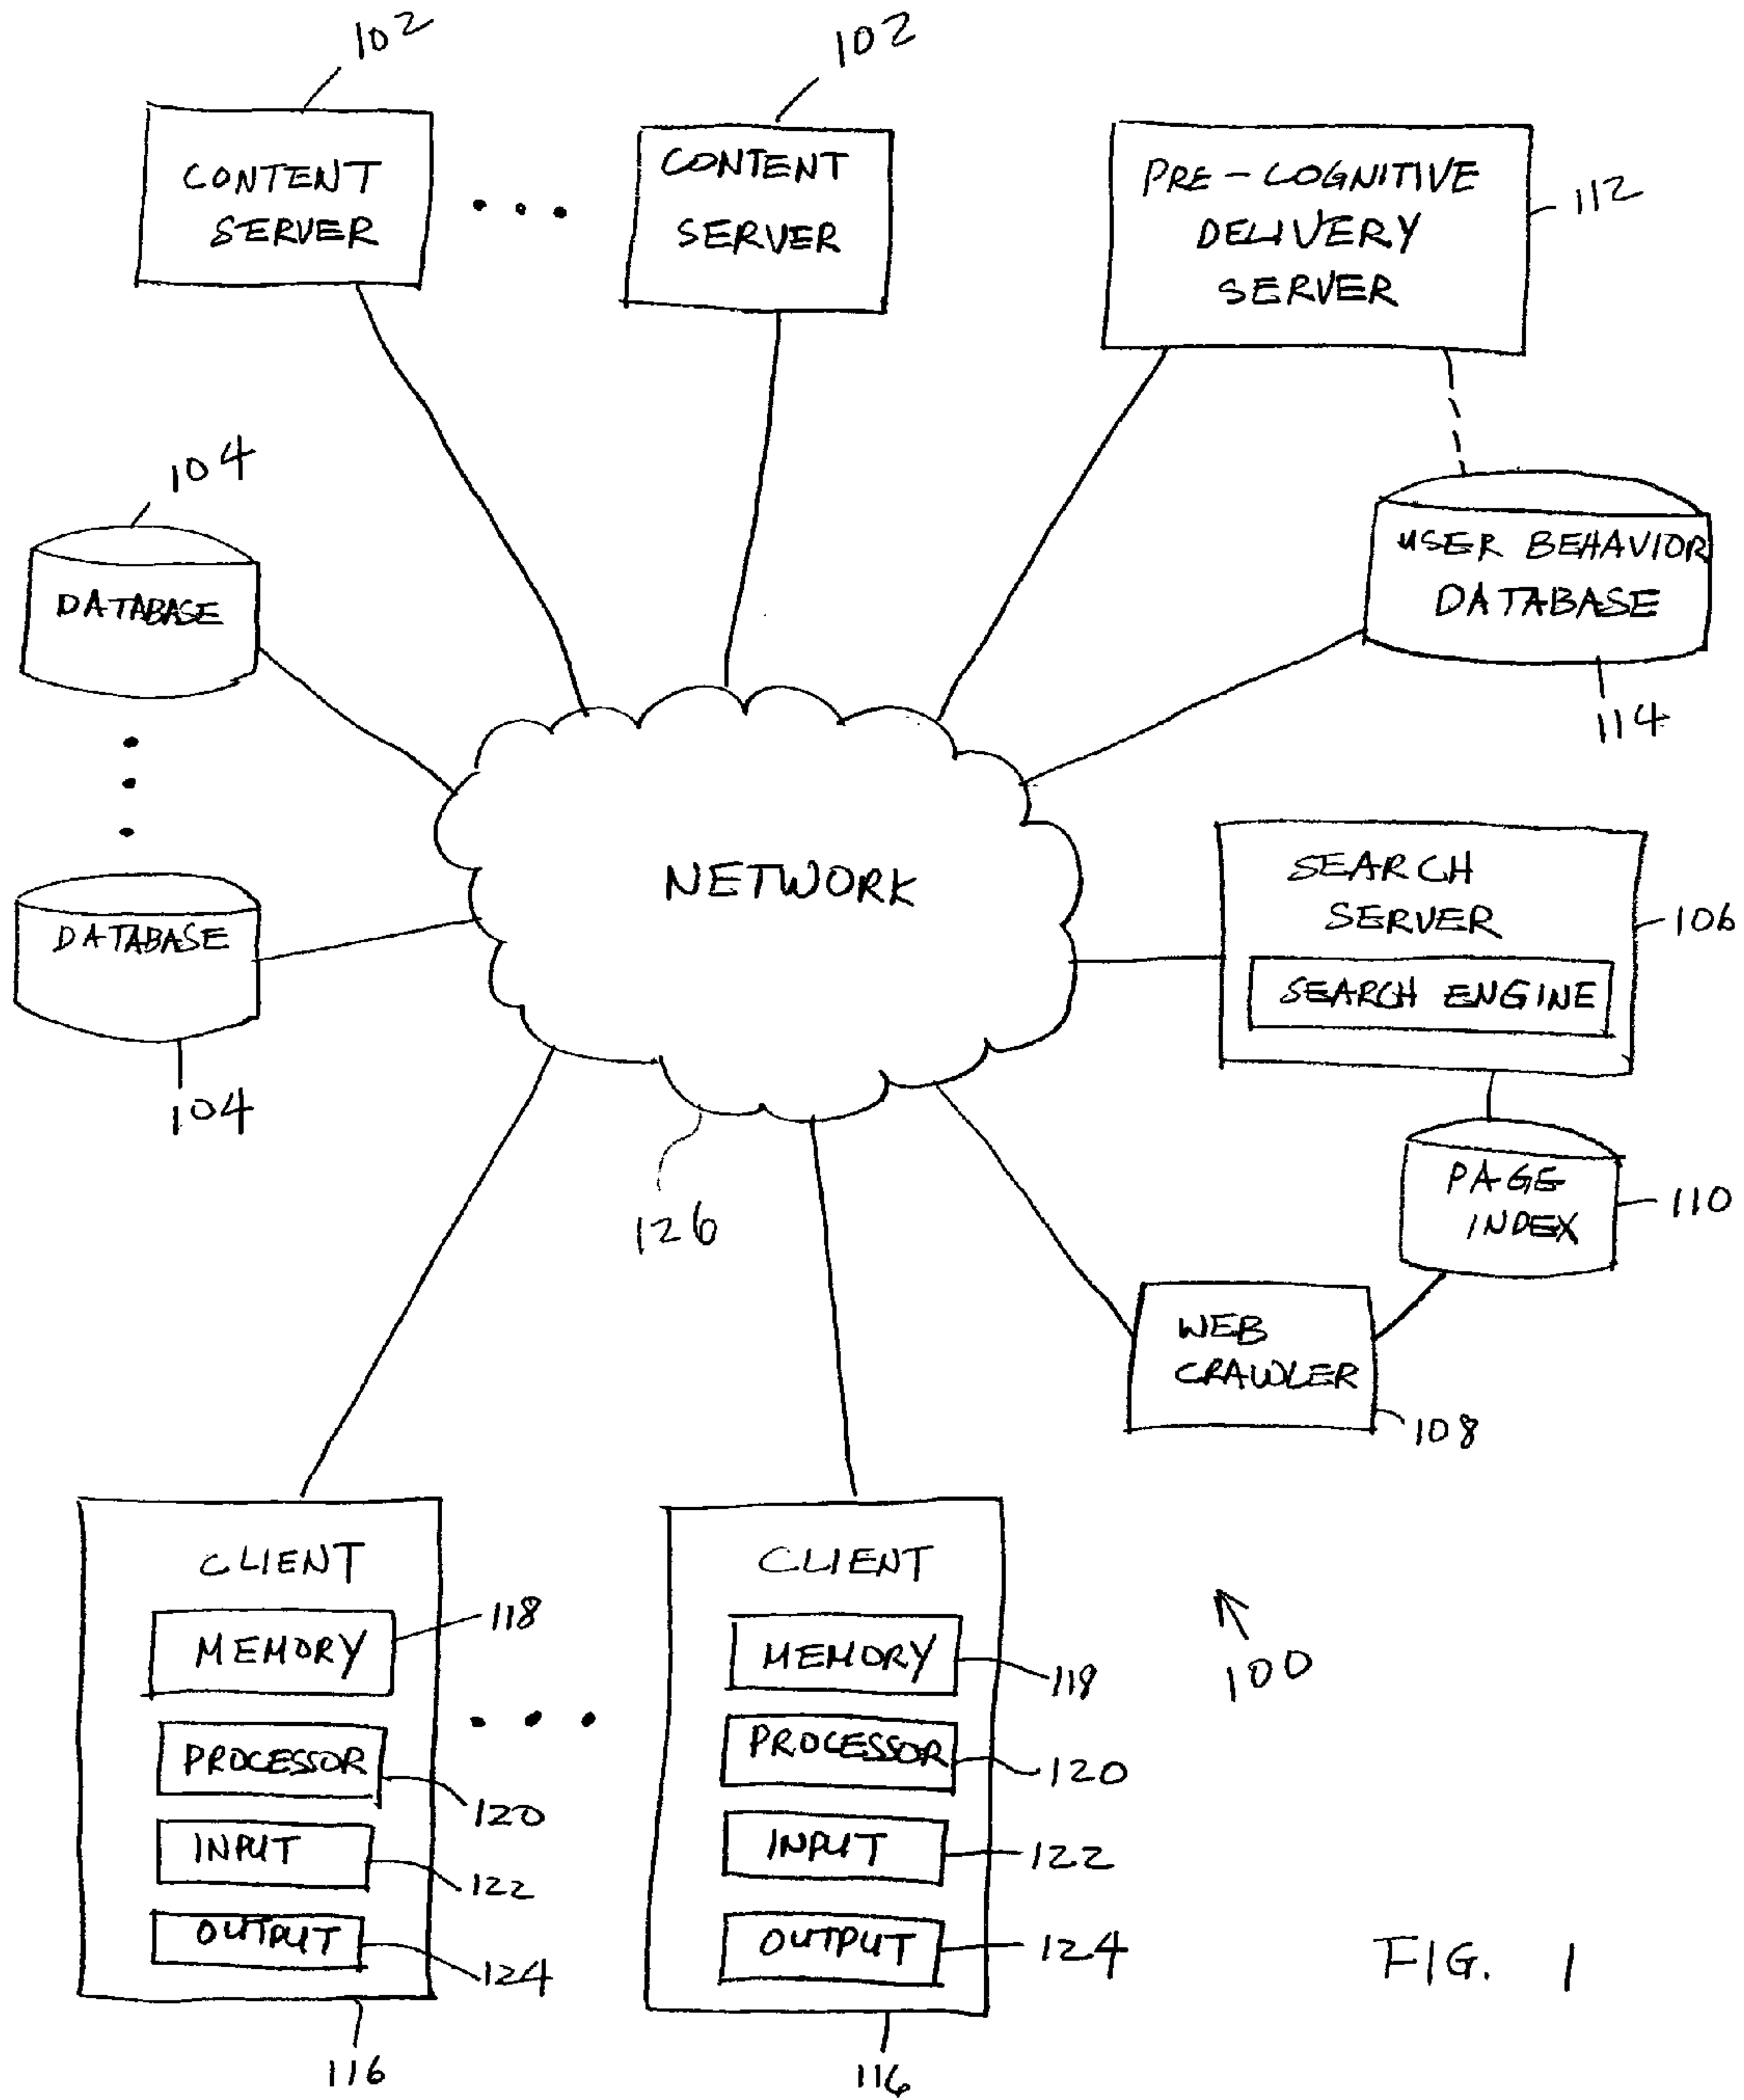 102
102
CONTENT
SERVER
CONTENT
SERVER
PRE-COGNITIVE
DELIVERY
SERVER
112
104
DATABASE
USER BEHAVIOR
DATABASE
114
NETWORK
SEARCH
SERVER
106
SEARCH ENGINE
DATABASE
104
126
PAGE
INDEX
110
WEB
CRAWLER
108
CLIENT
MEMORY
118
PROCESSOR
120
INPUT
122
OUTPUT
124
116
CLIENT
MEMORY
118
PROCESSOR
120
INPUT
122
OUTPUT
124
116
100
FIG. 1